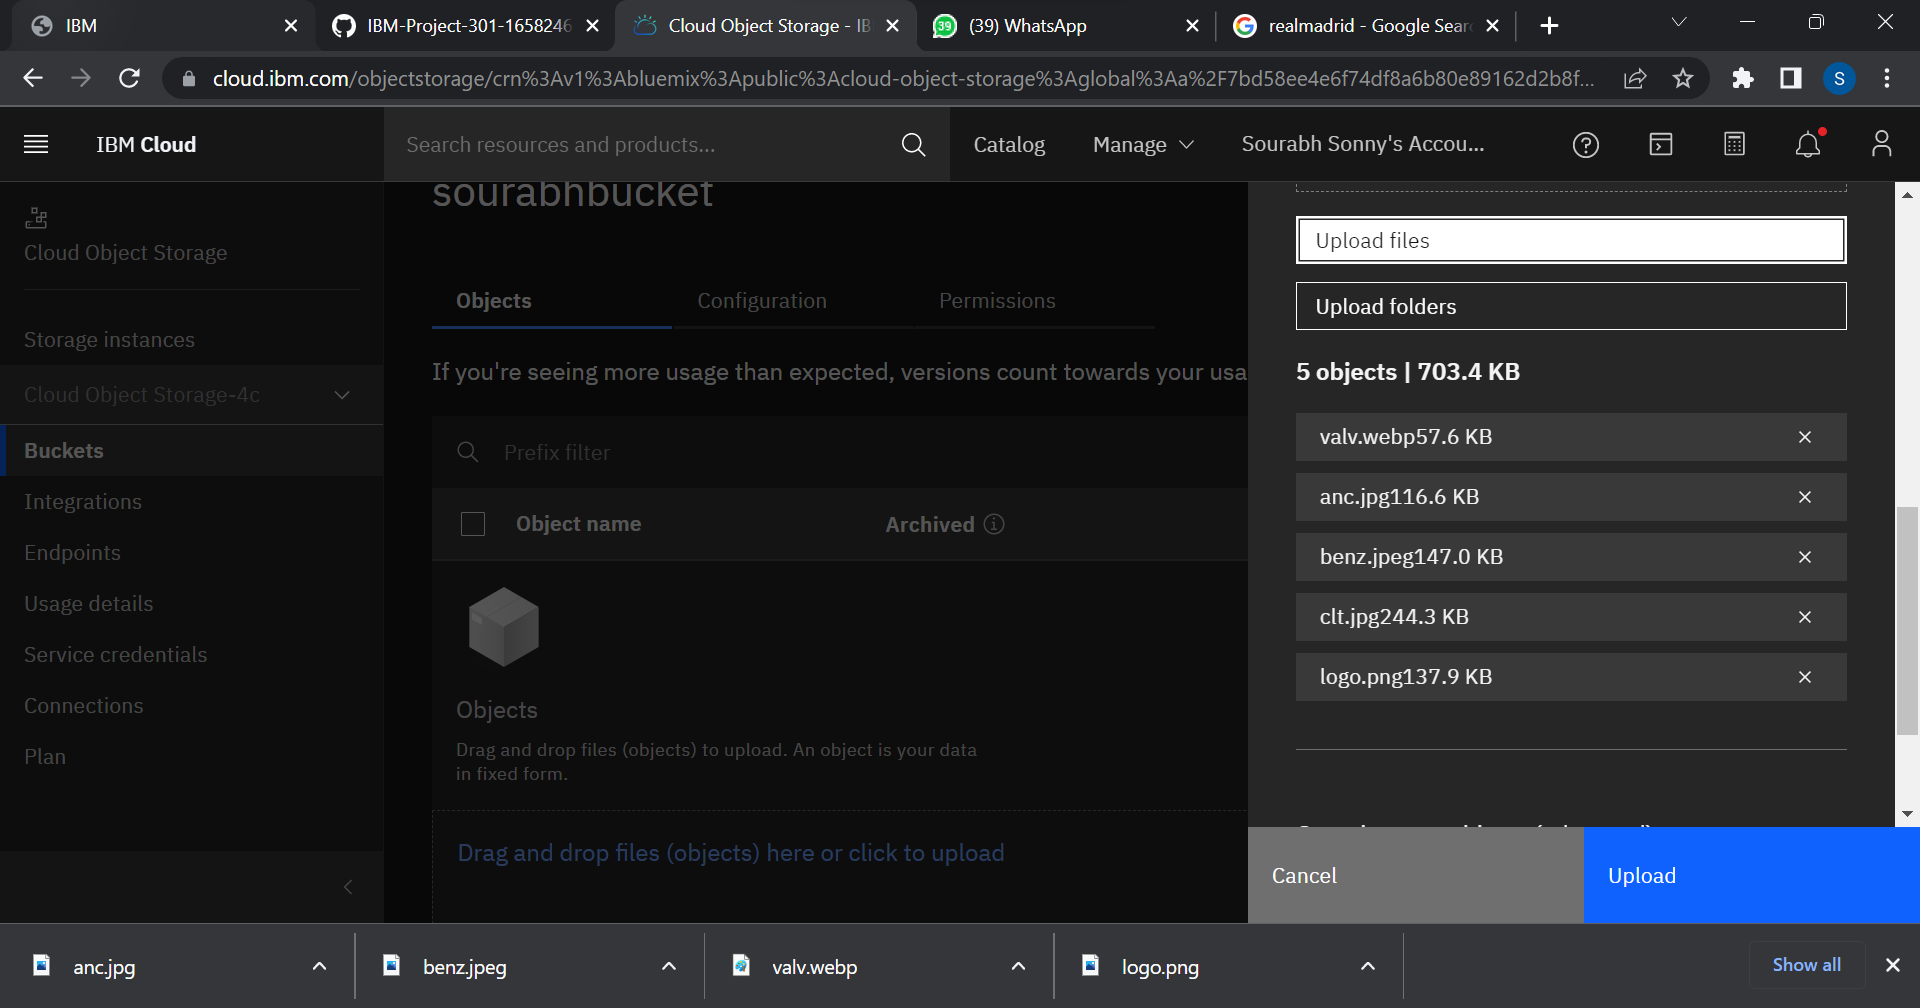 IBM
IBM-Project-301-1658246
Cloud Object Storage - IB
39
(39) WhatsApp
realmadrid - Google Sear
cloud.ibm.com/objectstorage/crn%3Av1%3Abluemix%3Apublic%3Acloud-object-storage%3Aglobal%3Aa%2F7bd58ee4e6f74df8a6b80e89162d2b8f...
S
IBM Cloud
Search resources and products...
Catalog
Manage
Sourabh Sonny's Accou...
Cloud Object Storage
Storage instances
Cloud Object Storage-4c
Buckets
Integrations
Endpoints
Usage details
Service credentials
Connections
Plan
sourabhbucket
Objects
Configuration
Permissions
If you're seeing more usage than expected, versions count towards your usa
Prefix filter
Object name
Archived
Objects
Drag and drop files (objects) to upload. An object is your data
in fixed form.
Drag and drop files (objects) here or click to upload
Upload files
Upload folders
5 objects | 703.4 KB
valv.webp57.6 KB
anc.jpg116.6 KB
benz.jpeg147.0 KB
clt.jpg244.3 KB
logo.png137.9 KB
Cancel
Upload
anc.jpg
benz.jpeg
valv.webp
logo.png
Show all